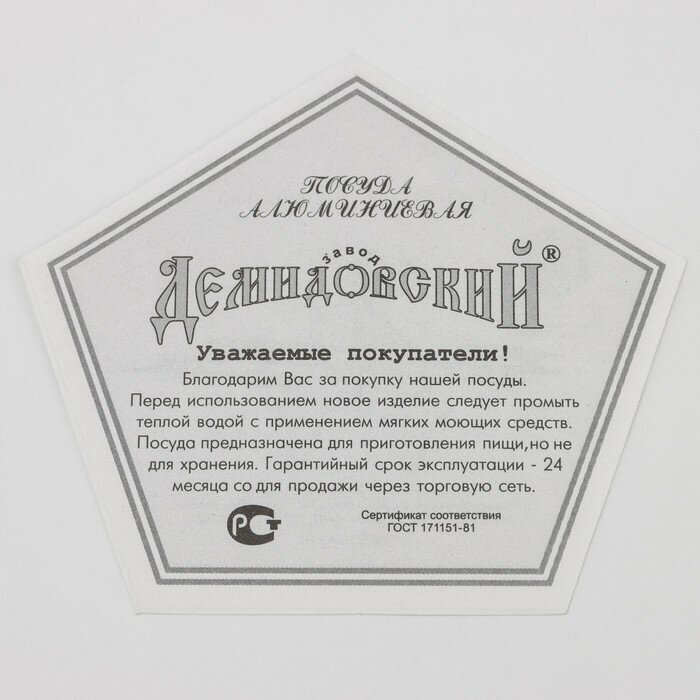 ПОСУДА
АЛЮМИНИЕВАЯ
завод
ДЕМИДОВСКИЙ®
Уважаемые покупатели!
Благодарим Вас за покупку нашей посуды.
Перед использованием новое изделие следует промыть
теплой водой с применением мягких моющих средств.
Посуда предназначена для приготовления пищи,но не
для хранения. Гарантийный срок эксплуатации - 24
месяца со для продажи через торговую сеть.
РСТ
Сертификат соответствия
ГОСТ 171151-81